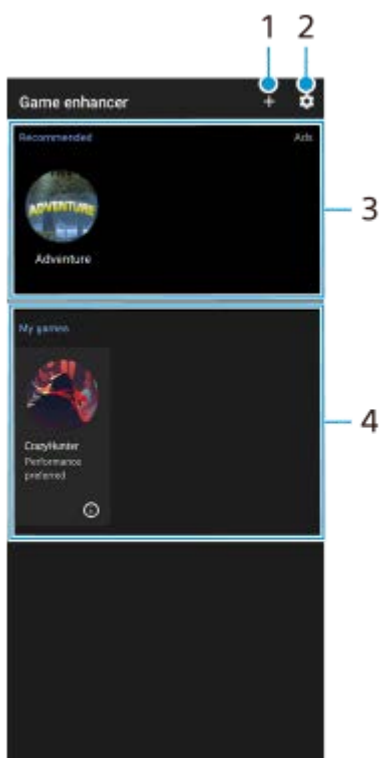 1 2
Game enhancer
Recommended Ads
ADVENTURE
Adventure
3
My games
CrazyHunter
Performance
preferred
4